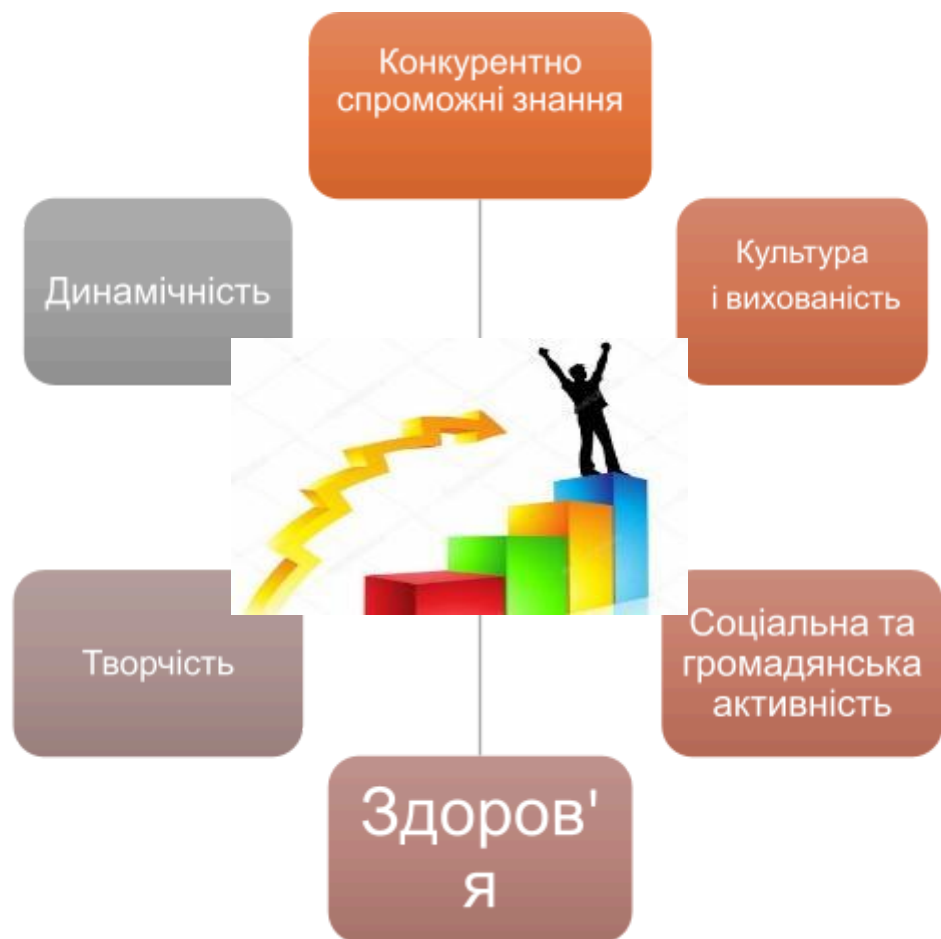 Конкурентно
спроможні знання
Культура
і вихованість
Соціальна та
громадянська
активність
Здоров'
я
Творчість
Динамічність